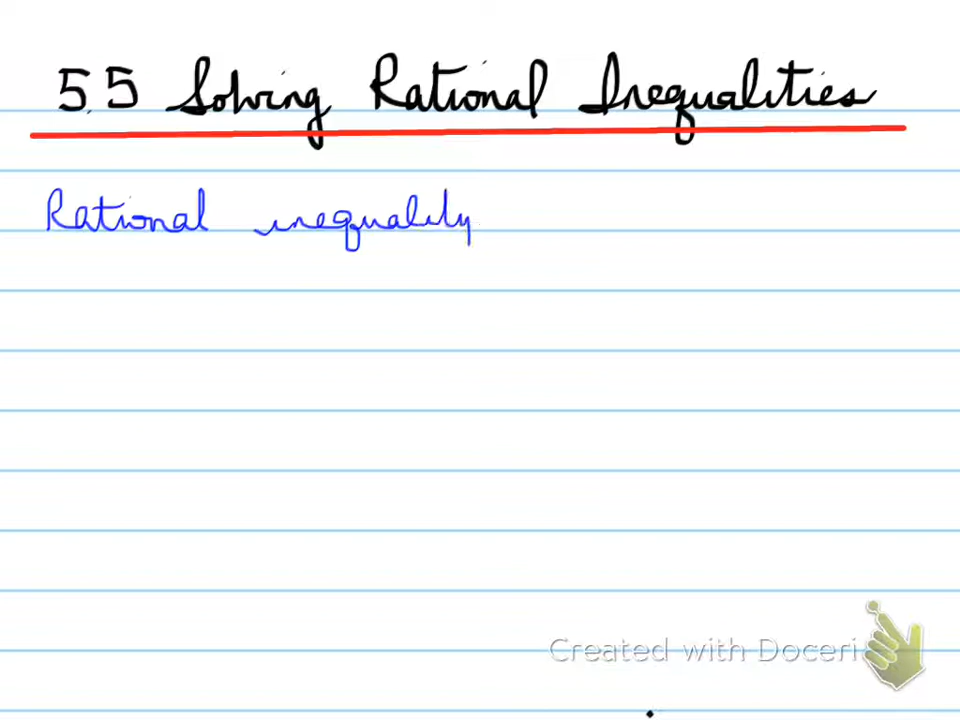 5.5 Solving Rational Inequalities
Rational inequality
Created with Doceri